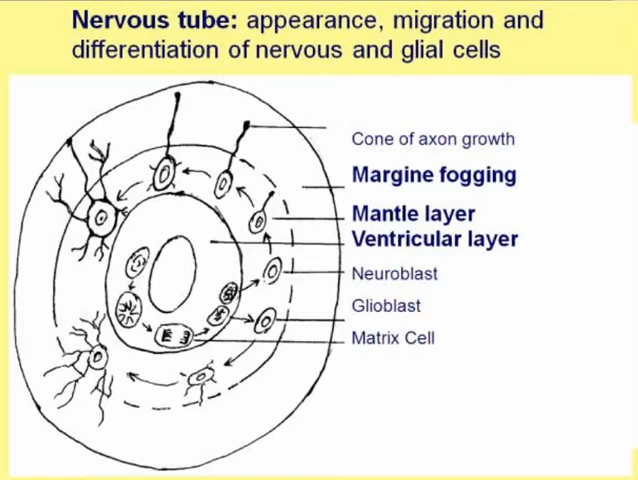 Nervous tube: appearance, migration and
differentiation of nervous and glial cells
Cone of axon growth
Margine fogging
Mantle layer
Ventricular layer
Neuroblast
Glioblast
Matrix Cell